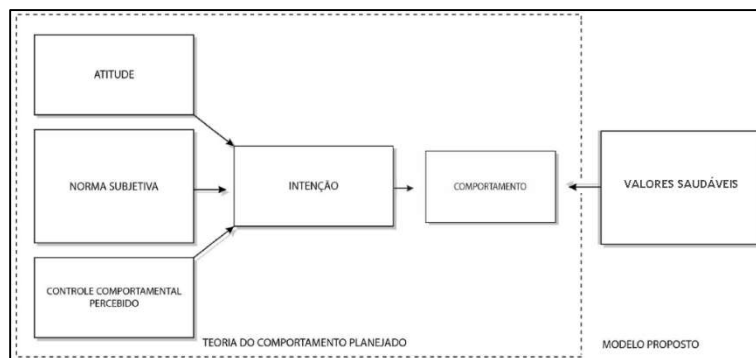 ATITUDE
NORMA SUBJETIVA
CONTROLE COMPORTAMENTAL
PERCEBIDO
INTENÇÃO
COMPORTAMENTO
VALORES SAUDÁVEIS
TEORIA DO COMPORTAMENTO PLANEJADO
MODELO PROPOSTO